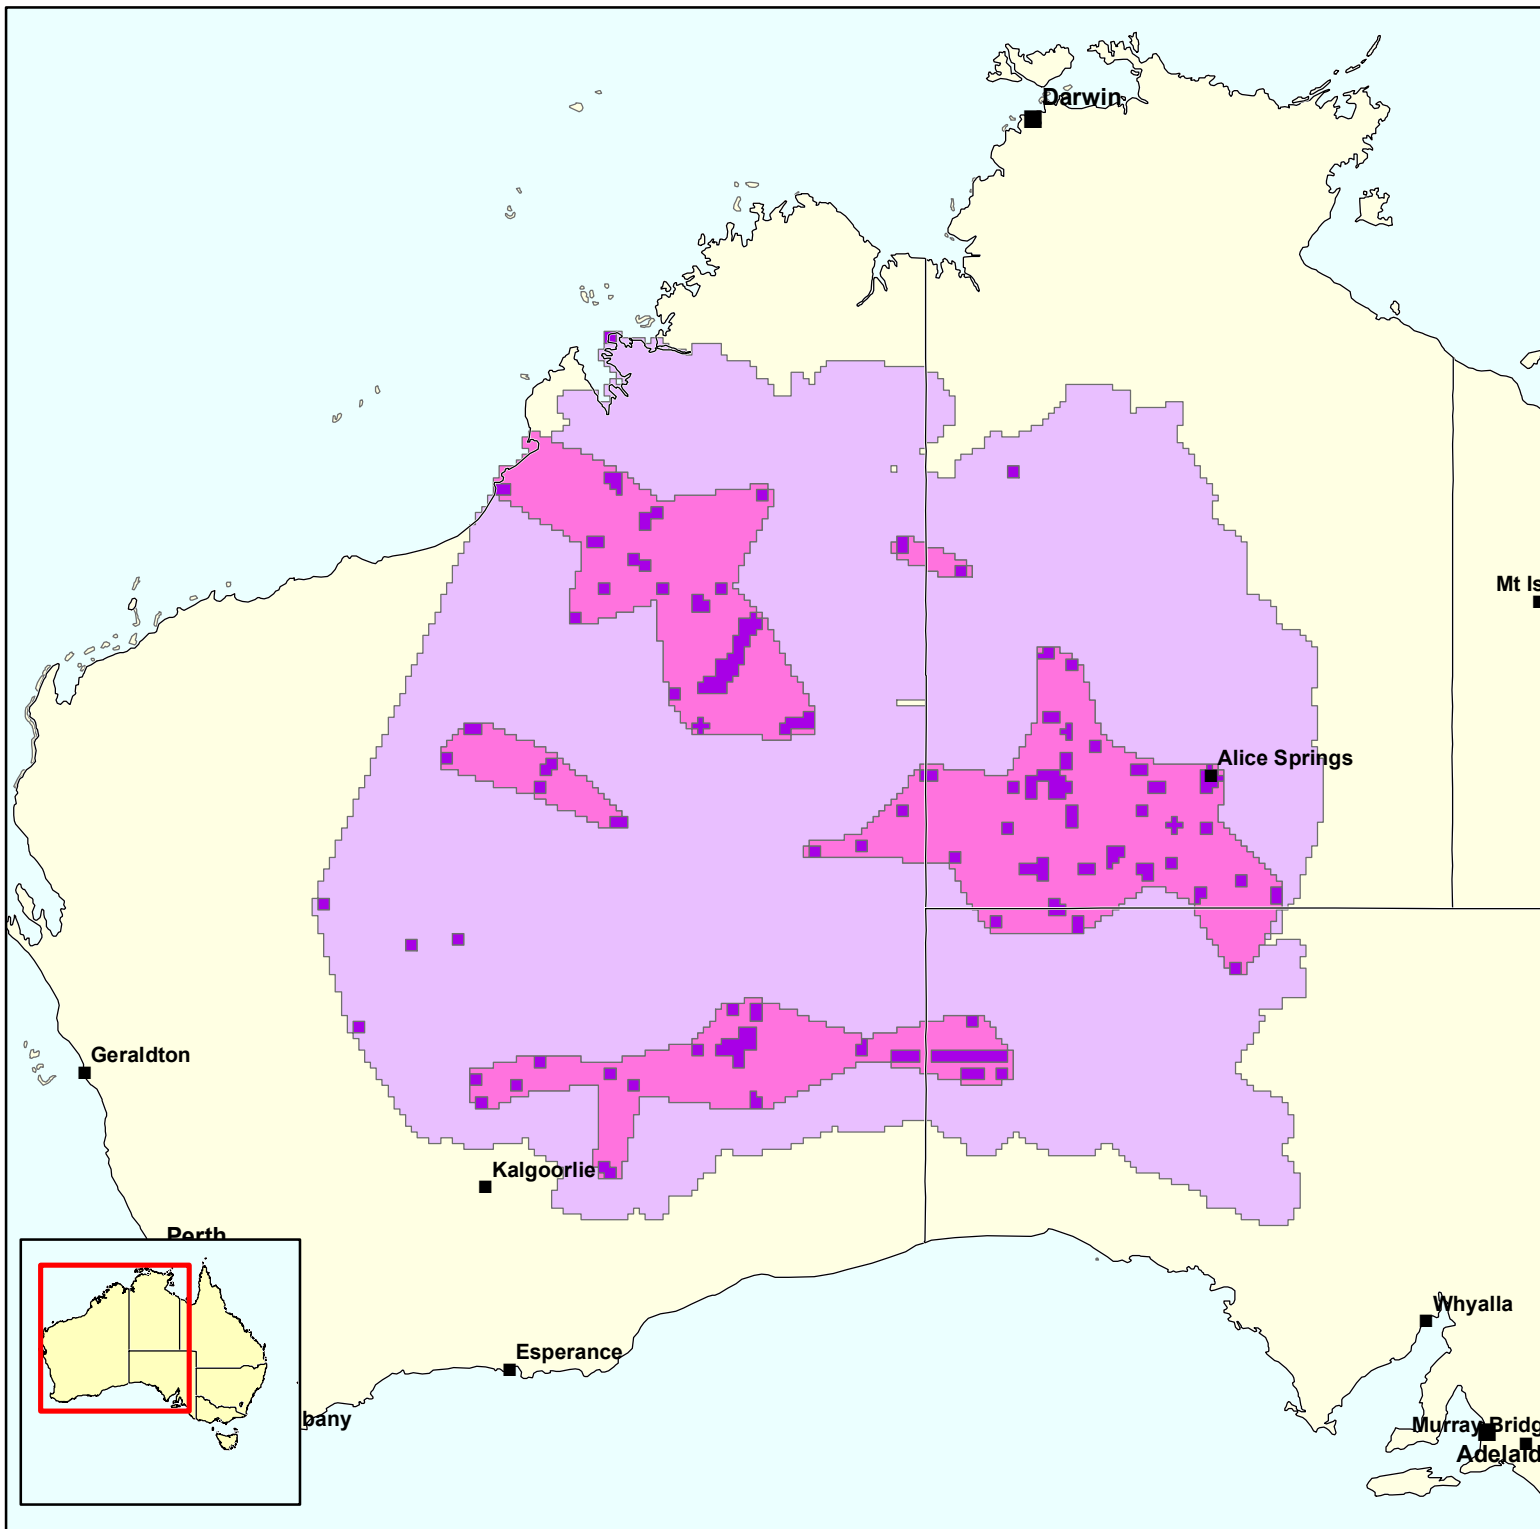 Darwin
Mt Is
Alice Springs
Geraldton
Kalgoorlie
Perth
Whyalla
Esperance
bany
Murray Bridg
Adelaid